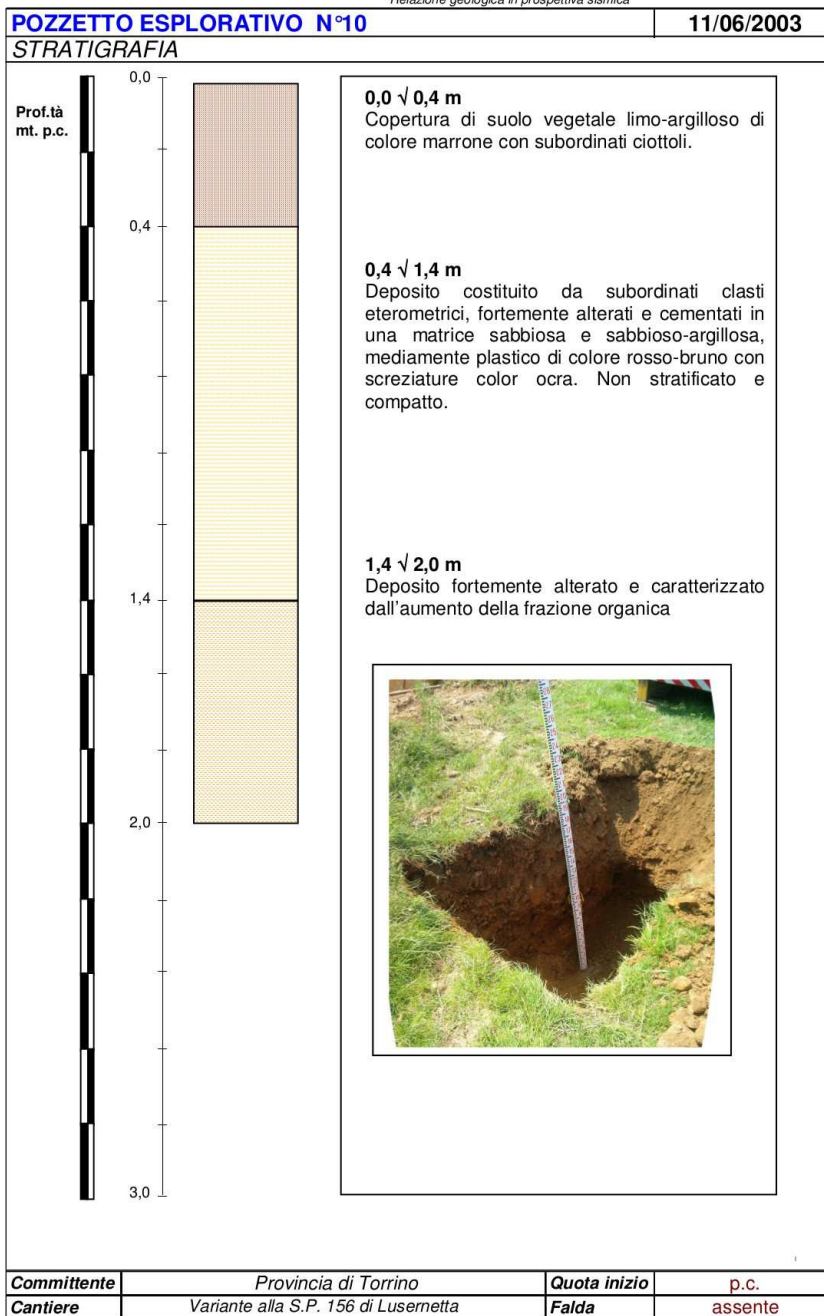 Relazione geologica in prospettiva sismica
POZZETTO ESPLORATIVO N°10
11/06/2003
STRATIGRAFIA
Prof.tà
mt. p.c.
0,0
0,4
1,4
2,0
3,0
0,0 √ 0,4 m
Copertura di suolo vegetale limo-argilloso di
colore marrone con subordinati ciottoli.
0,4 √ 1,4 m
Deposito costituito da subordinati clasti
eterometrici, fortemente alterati e cementati in
una matrice sabbiosa e sabbioso-argillosa,
mediamente plastico di colore rosso-bruno con
screziature color ocra. Non stratificato e
compatto.
1,4 √ 2,0 m
Deposito fortemente alterato e caratterizzato
dall'aumento della frazione organica
Committente Provincia di Torrino Quota inizio p.c.
Cantiere Variante alla S.P. 156 di Lusernetta Falda assente